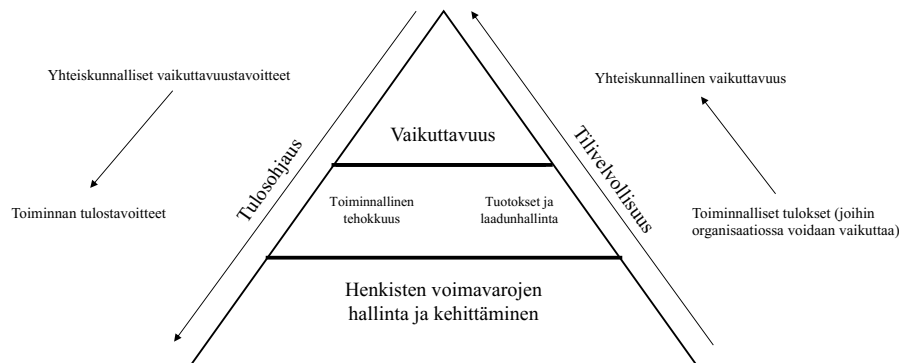 Yhteiskunnalliset vaikuttavuustavoitteet
Yhteiskunnallinen vaikuttavuus
Vaikuttavuus
Tulosohjaus
Tilivelvollisuus
Toiminnan tulostavoitteet
Toiminnallinen
tehokkuus
Tuotokset ja
laadunhallinta
Toiminnalliset tulokset (joihin
organisaatiossa voidaan vaikuttaa)
Henkisten voimavarojen
hallinta ja kehittäminen